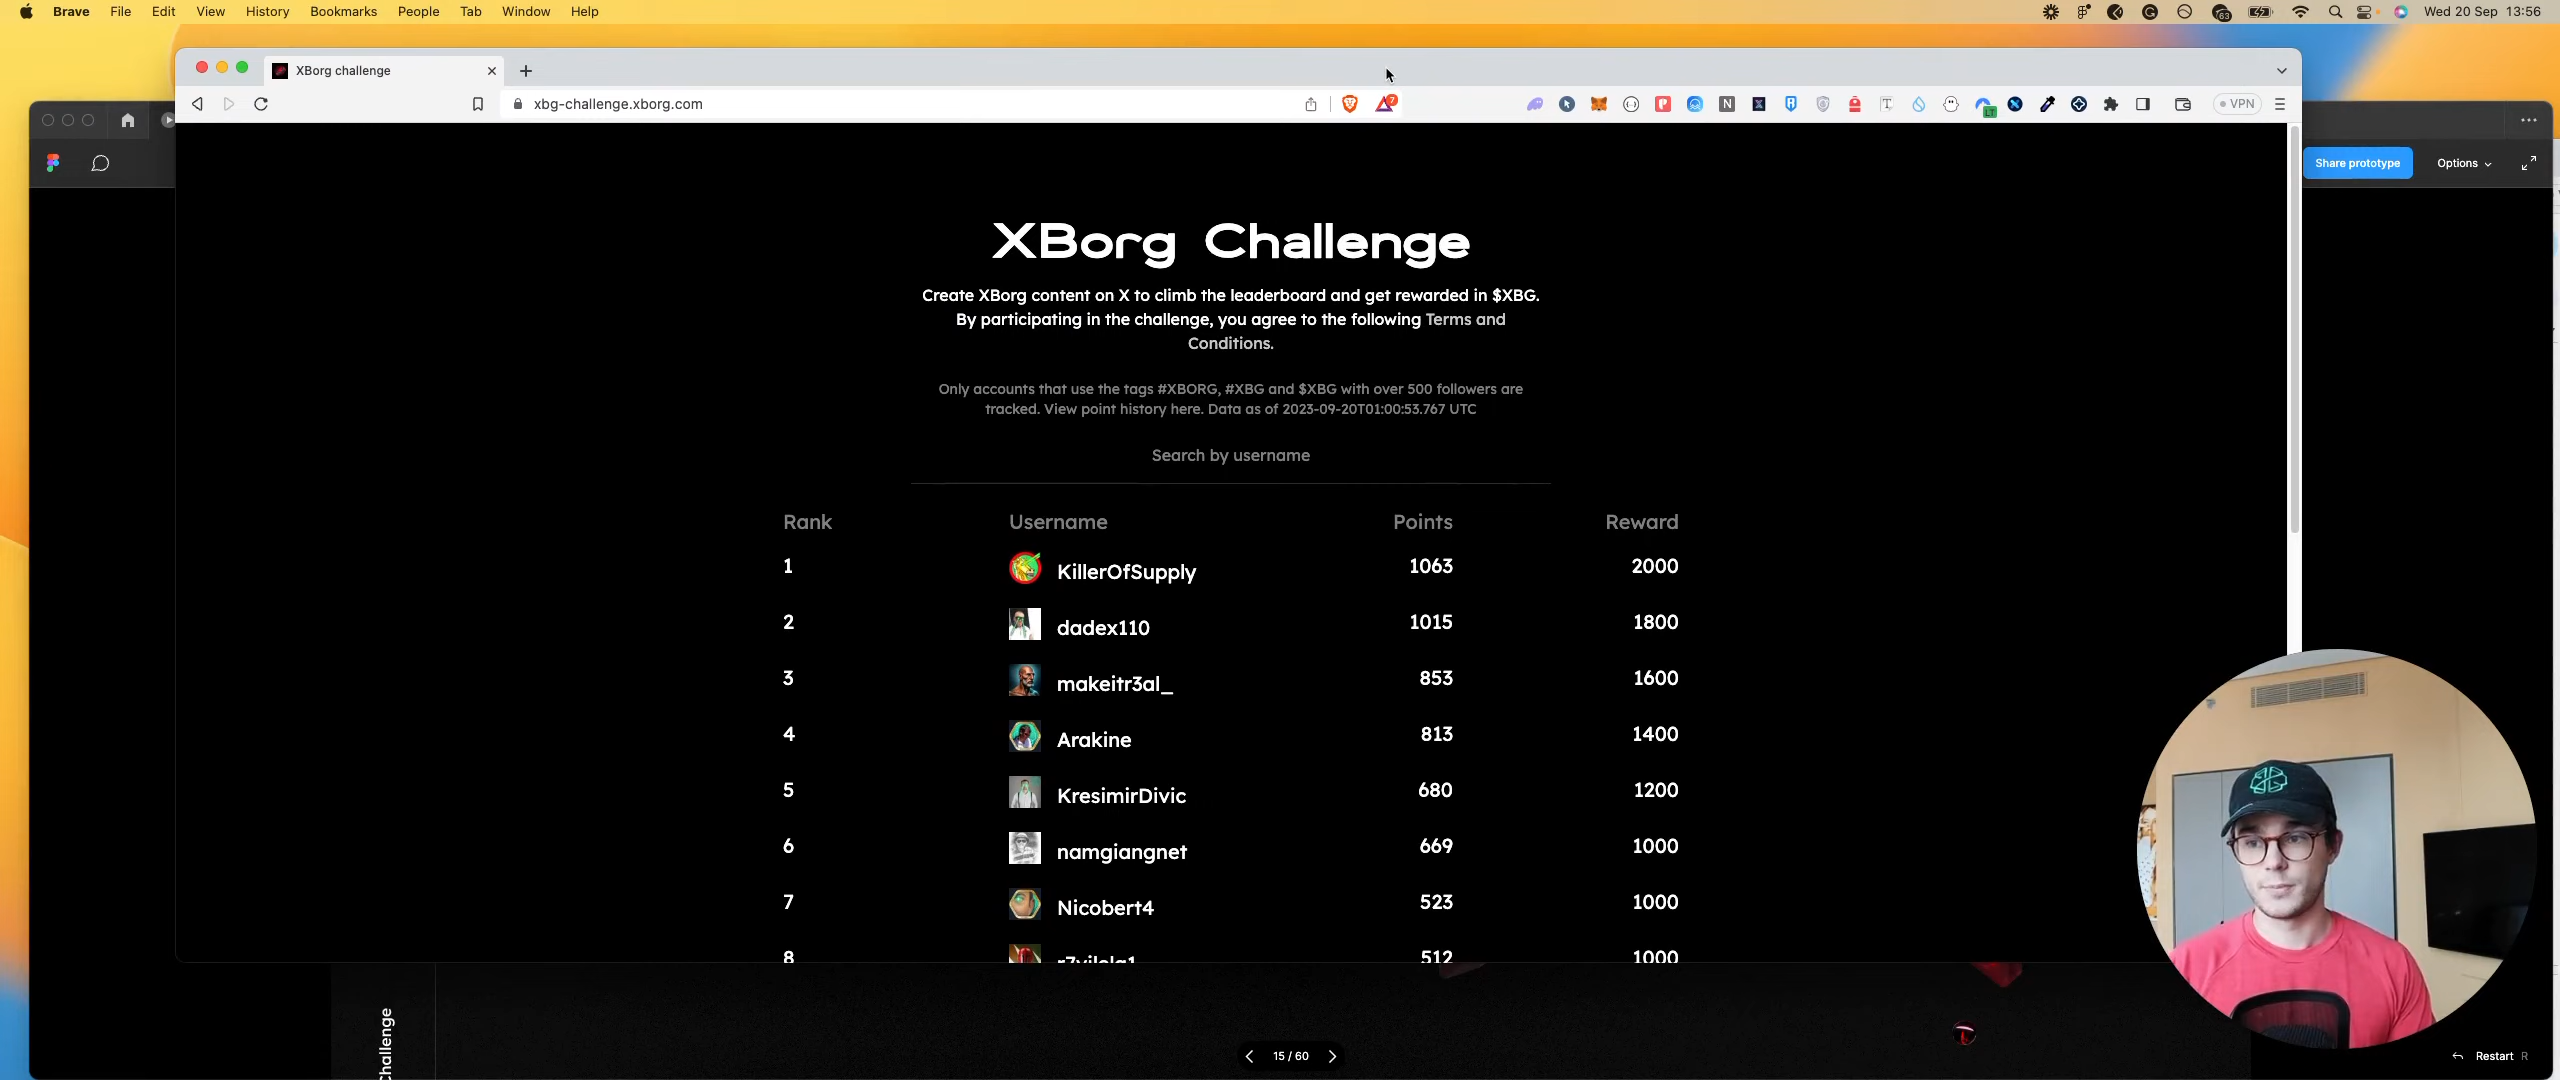 Brave File Edit View History Bookmarks People Tab Window Help
63
Wed 20 Sep 13:56
XBorg challenge
xbg-challenge.xborg.com
7
LT
VPN
Share prototype
Options
XBorg Challenge
Create XBorg content on X to climb the leaderboard and get rewarded in $XBG.
By participating in the challenge, you agree to the following Terms and
Conditions.
Only accounts that use the tags #XBORG, #XBG and $XBG with over 500 followers are
tracked. View point history here. Data as of 2023-09-20T01:00:53.767 UTC
Search by username
Rank Username Points Reward
1 KillerOfSupply 1063 2000
2 dadex110 1015 1800
3 makeitr3al_ 853 1600
4 Arakine 813 1400
5 KresimirDivic 680 1200
6 namgiangnet 669 1000
7 Nicobert4 523 1000
8 512 1000
Challenge
15 / 60
Restart R